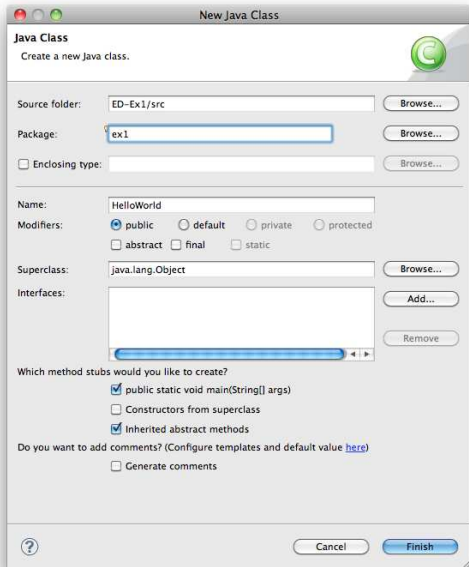 New Java Class
Java Class
Create a new Java class.
C
Source folder: ED-Ex1/src Browse...
Package: ex1 Browse...
Enclosing type: Browse...
Name: HelloWorld
Modifiers: public default private protected
abstract final static
Superclass: java.lang.Object Browse...
Interfaces: Add...
Remove
Which method stubs would you like to create?
public static void main(String[] args)
Constructors from superclass
Inherited abstract methods
Do you want to add comments? (Configure templates and default value here)
Generate comments
? Cancel Finish